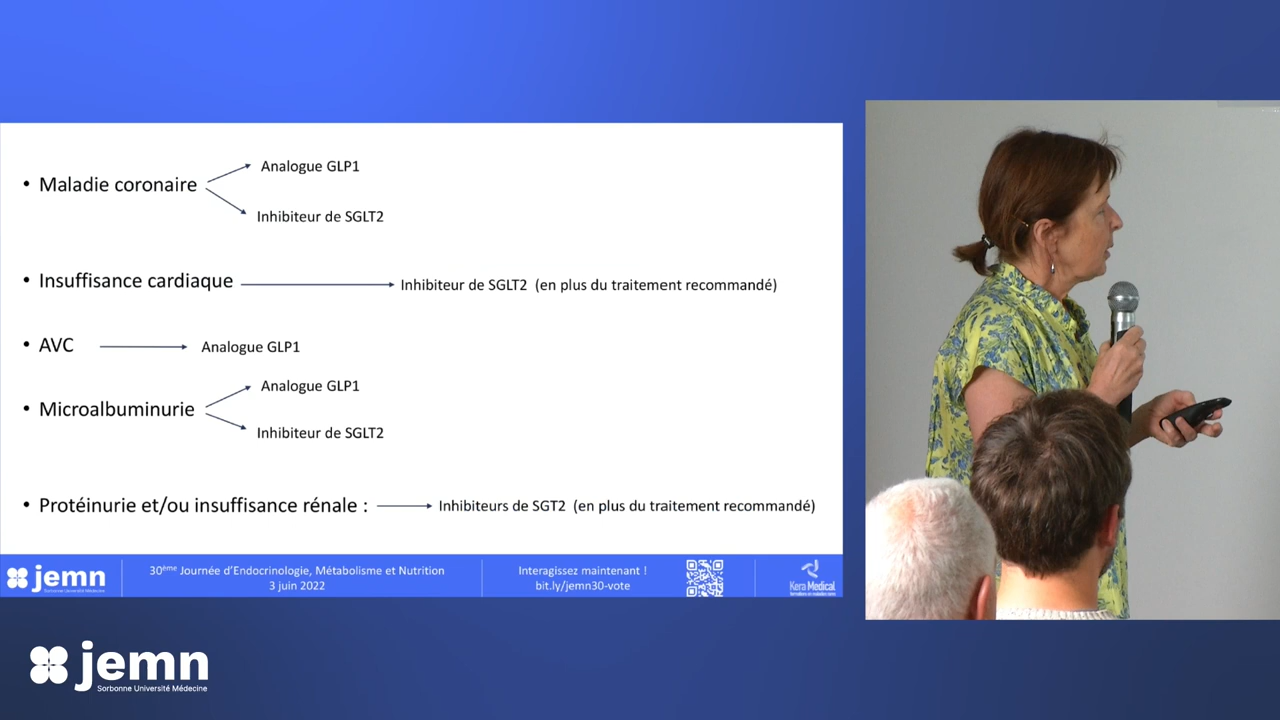 • Maladie coronaire
Analogue GLP1
Inhibiteur de SGLT2
• Insuffisance cardiaque
Inhibiteur de SGLT2 (en plus du traitement recommandé)
• AVC
Analogue GLP1
• Microalbuminurie
Analogue GLP1
Inhibiteur de SGLT2
• Protéinurie et/ou insuffisance rénale :
Inhibiteurs de SGT2 (en plus du traitement recommandé)
jemn
Sorbonne Université Médecine
30ème Journée d'Endocrinologie, Métabolisme et Nutrition
3 juin 2022
Interagissez maintenant !
bit.ly/jemn30-vote
Kera Medical
jemn
Sorbonne Université Médecine